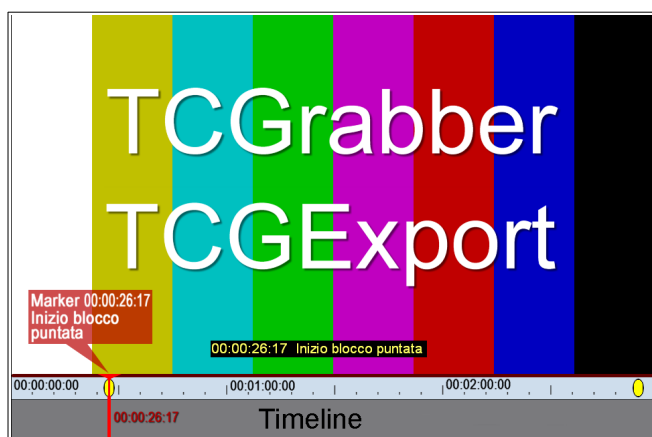 TCGrabber
TCGExport
Marker 00:00:26:17
Inizio blocco
puntata
00:00:26:17 Inizio blocco puntata
00:00:00:00 00:01:00:00 00:02:00:00
00:00:26:17 Timeline